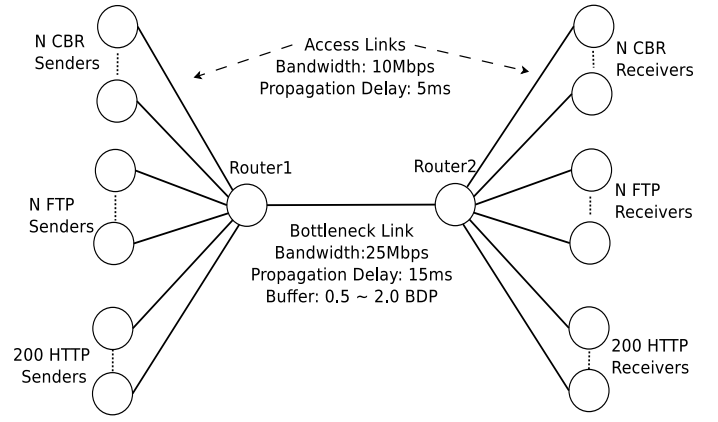 N CBR
Senders
Access Links
Bandwidth: 10Mbps
Propagation Delay: 5ms
N CBR
Receivers
Router1
Router2
N FTP
Senders
N FTP
Receivers
Bottleneck Link
Bandwidth:25Mbps
Propagation Delay: 15ms
Buffer: 0.5 ~ 2.0 BDP
200 HTTP
Senders
200 HTTP
Receivers